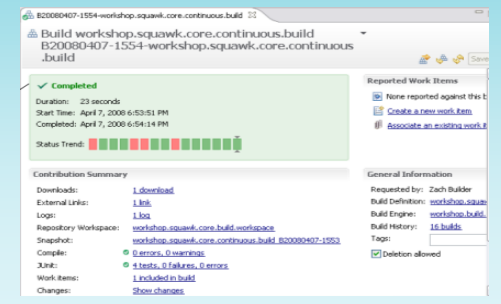 B20080407-1554-workshop.squawk.core.continuous.build
Build workshop.squawk.core.continuous.build
B20080407-1554-workshop.squawk.core.continuous
.build
Save
Completed
Duration: 23 seconds
Start Time: April 7, 2008 6:53:51 PM
Completed: April 7, 2008 6:54:14 PM
Status Trend:
Reported Work Items
None reported against this b
Create a new work item
Associate an existing work it
Contribution Summary
Downloads: 1 download
External Links: 1 link
Logs: 1 log
Repository Workspace: workshop.squawk.core.build.workspace
Snapshot: workshop.squawk.core.continuous.build_B20080407-1553
Compile: 0 errors, 0 warnings
JUnit: 4 tests, 0 failures, 0 errors
Work items: 1 included in build
Changes: Show changes
General Information
Requested by: Zach Builder
Build Definition: workshop.squaw
Build Engine: workshop.build.
Build History: 16 builds
Tags:
Deletion allowed